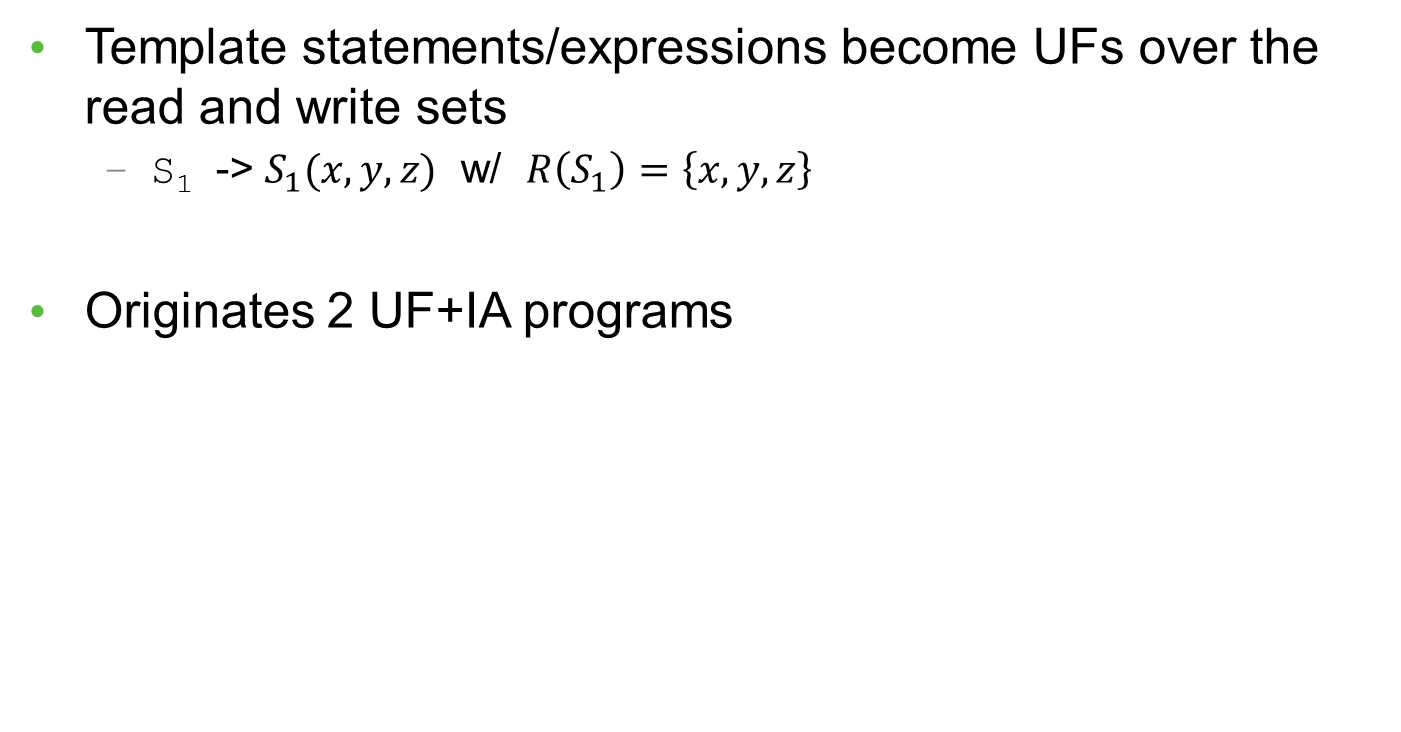 • Template statements/expressions become UFs over the
read and write sets
– S₁ -> 𝑆₁(𝑥, 𝑦, 𝑧) w/ 𝑅(𝑆₁) = {𝑥, 𝑦, 𝑧}
• Originates 2 UF+IA programs